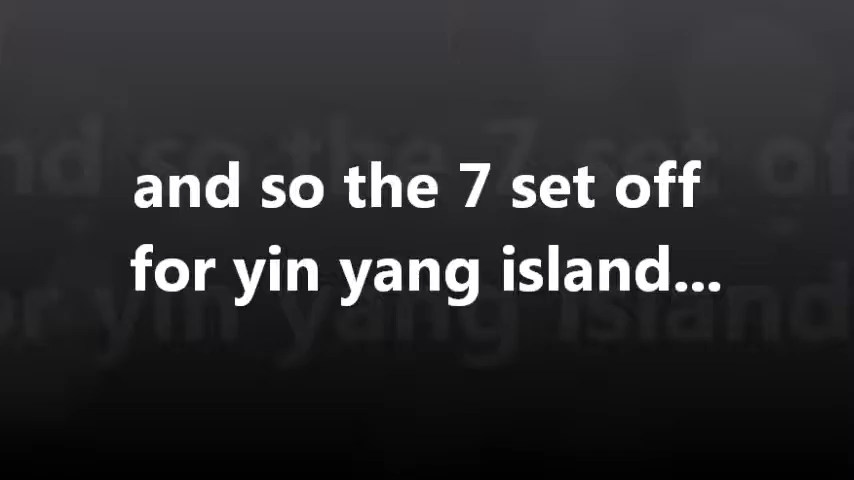 and so the 7 set off
for yin yang island...